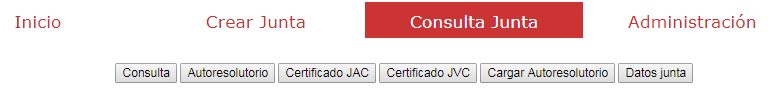 Inicio Crear Junta Consulta Junta Administración
Consulta Autoresolutorio Certificado JAC Certificado JVC Cargar Autoresolutorio Datos junta